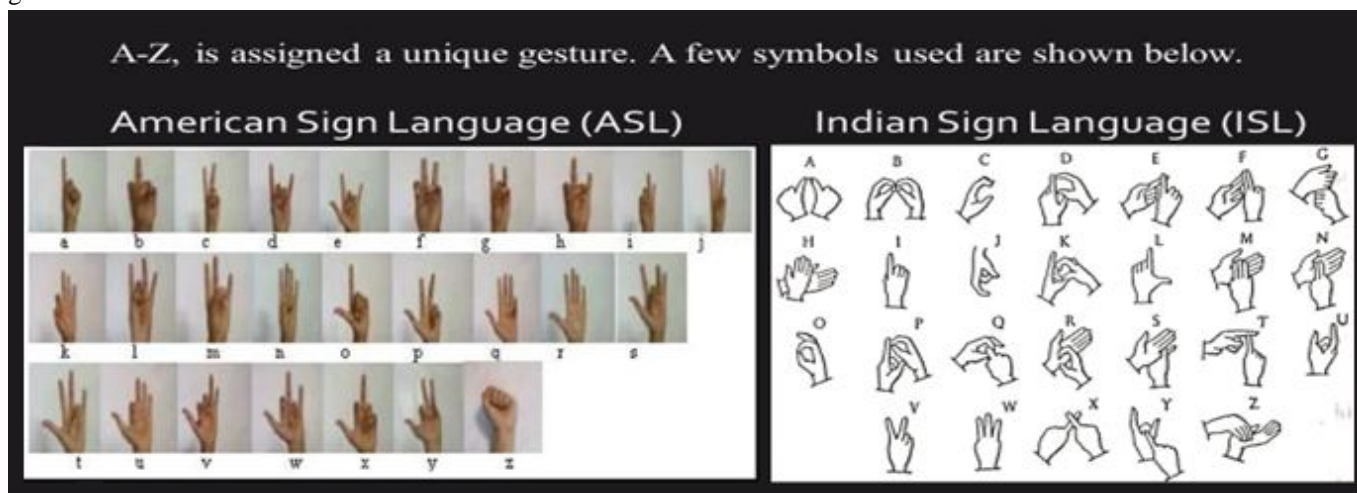 A-Z, is assigned a unique gesture. A few symbols used are shown below.
American Sign Language (ASL)
a b c d e f g h i j
k l m n o p q r s
t u v w x y z
Indian Sign Language (ISL)
A B C D E F G
H I J K L M N
O P Q R S T U
V W X Y Z